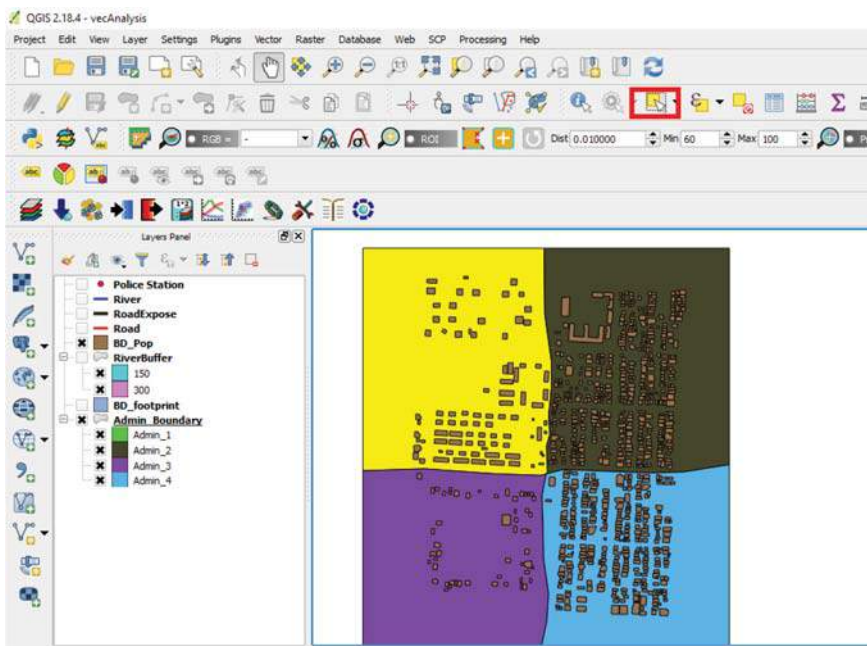 QGIS 2.18.4 - vecAnalysis
Project Edit View Layer Settings Plugins Vector Raster Database Web SCP Processing Help
RGB = - ROI Dist 0.010000 Min 60 Max 100
abc
Layers Panel
Police Station
River
RoadExpose
Road
BD_Pop
RiverBuffer
150
300
BD_footprint
Admin_Boundary
Admin_1
Admin_2
Admin_3
Admin_4